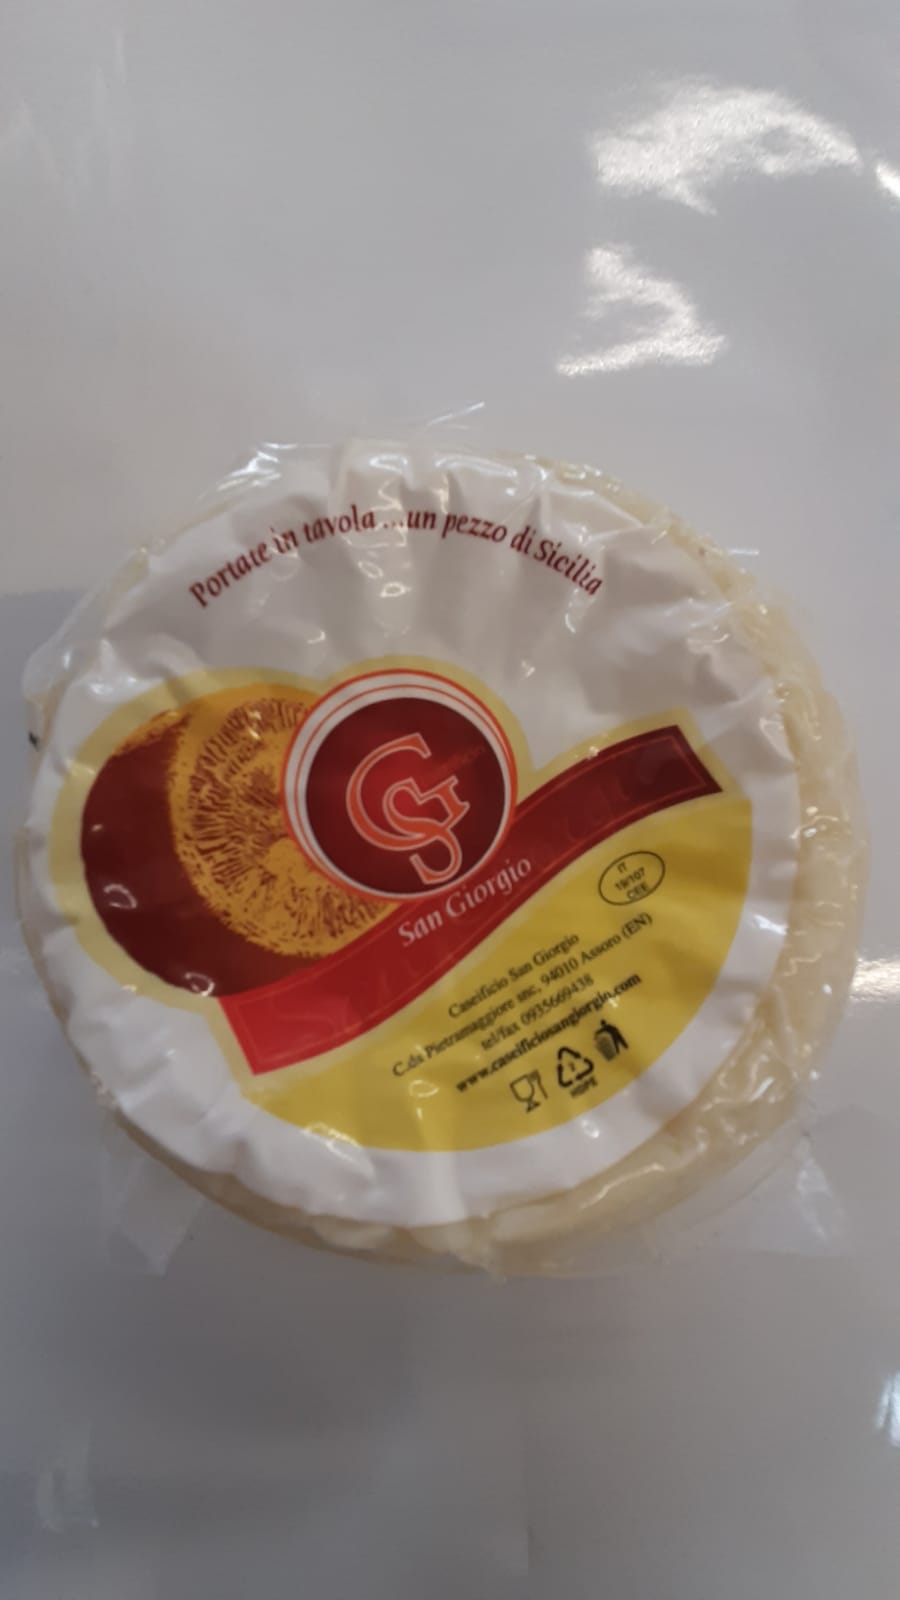 Portate in tavola ...un pezzo di Sicilia
GS
San Giorgio
IT
19/107
CEE
Caseificio San Giorgio
C.da Pietramaggiore snc, 94010 Assoro (EN)
tel/fax 0935669438
www.caseificiosangiorgio.com
HDPE